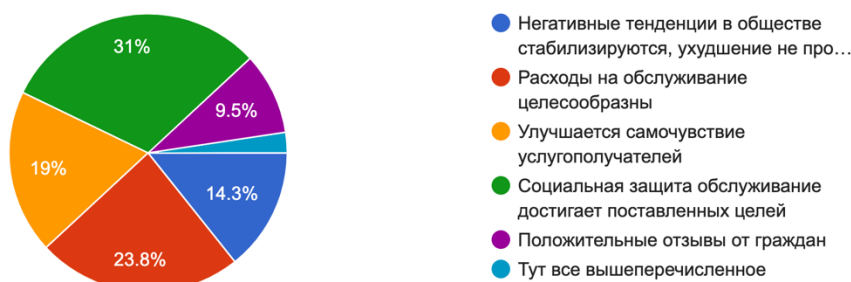 31%
9.5%
19%
14.3%
23.8%
Негативные тенденции в обществе
стабилизируются, ухудшение не про…
Расходы на обслуживание
целесообразны
Улучшается самочувствие
услугополучателей
Социальная защита обслуживание
достигает поставленных целей
Положительные отзывы от граждан
Тут все вышеперечисленное